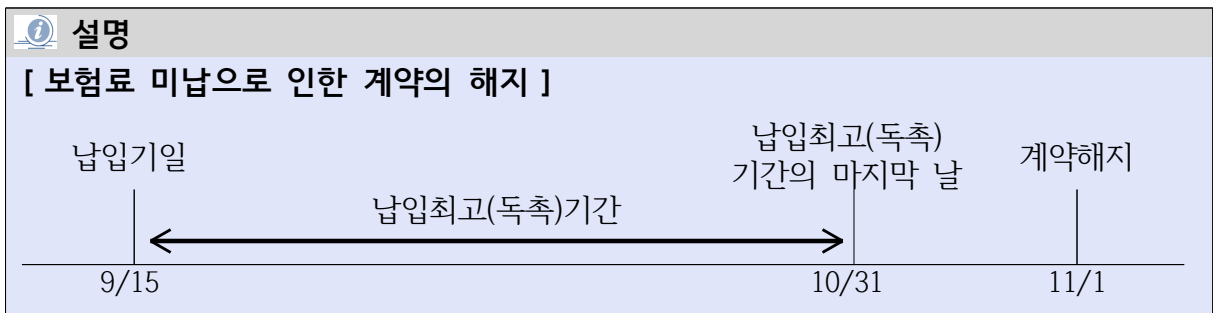 설명
[ 보험료 미납으로 인한 계약의 해지 ]
납입기일
납입최고(독촉)기간
납입최고(독촉)
기간의 마지막 날
계약해지
9/15
10/31
11/1